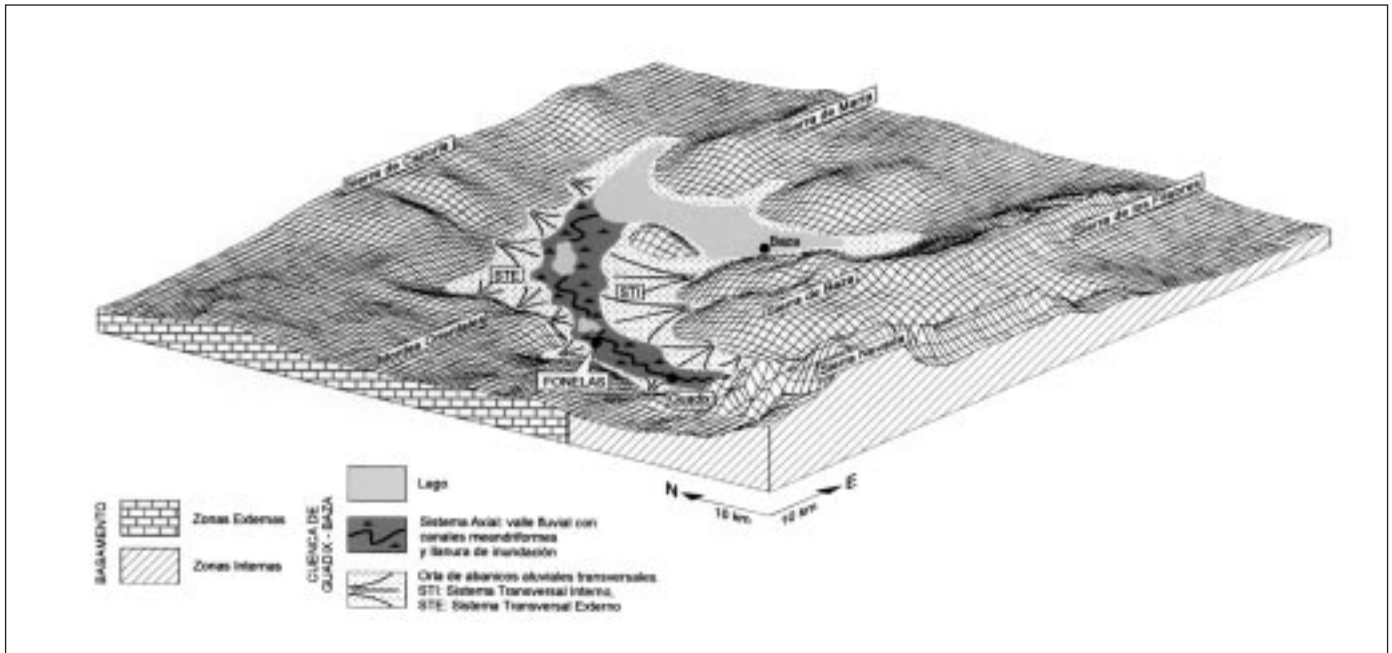 Sierra de Cazorla
Sierra de María
Sierra de las Estancias
Baza
STE
STI
Sierra de Baza
Sierra Nevada
FONELAS
Guadix
N
E
10 km
10 km
BASAMENTO
Zonas Externas
Zonas Internas
CUENCA DE
GUADIX - BAZA
Lago
Sistema Axial: valle fluvial con
canales meandriformes
y llanura de inundación
Orla de abanicos aluviales transversales.
STI: Sistema Transversal Interno,
STE: Sistema Transversal Externo